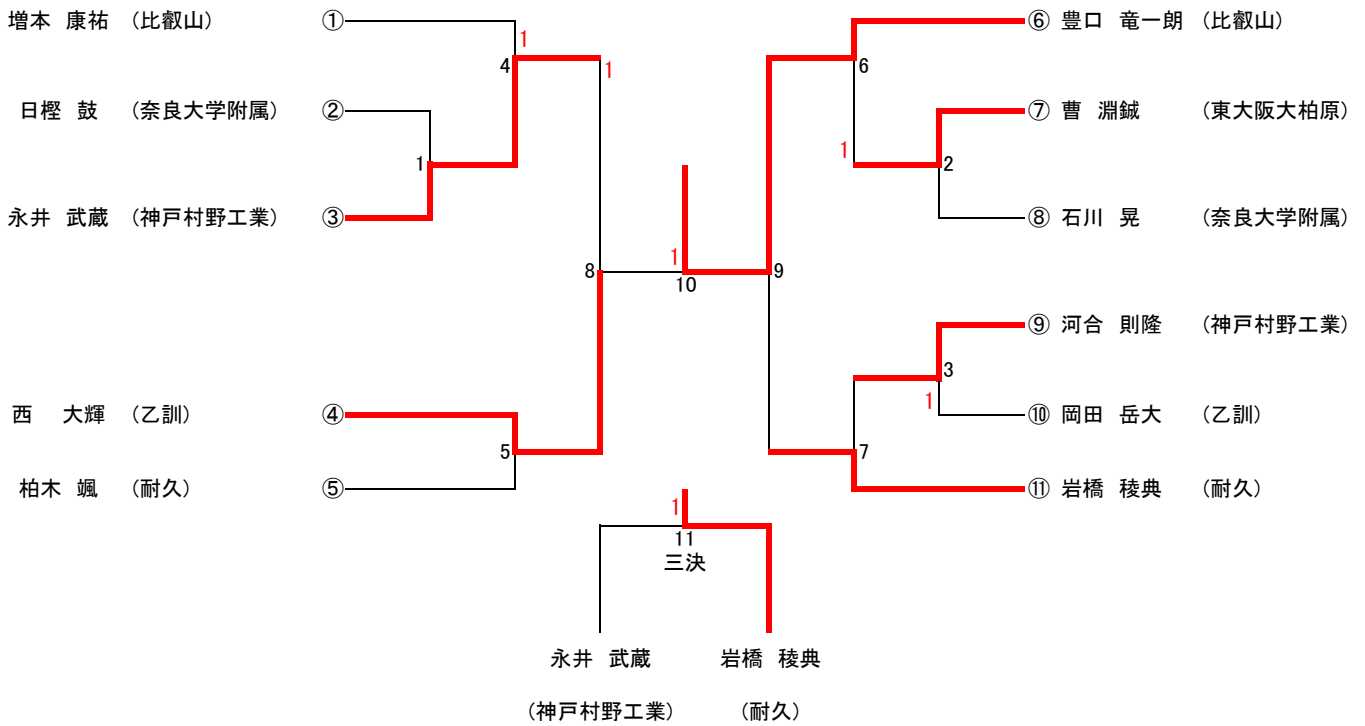 増本 康祐 （比叡山） ①
1
4
1
日樫 鼓 （奈良大学附属） ②
1
永井 武蔵 （神戸村野工業） ③
8
西 大輝 （乙訓） ④
5
柏木 颯 （耐久） ⑤
1
10
⑥ 豊口 竜一朗 （比叡山）
6
⑦ 曹 淵鉞 （東大阪大柏原）
1
2
⑧ 石川 晃 （奈良大学附属）
9
⑨ 河合 則隆 （神戸村野工業）
3
1
⑩ 岡田 岳大 （乙訓）
7
⑪ 岩橋 稜典 （耐久）
1
11
三決
永井 武蔵 岩橋 稜典
（神戸村野工業） （耐久）